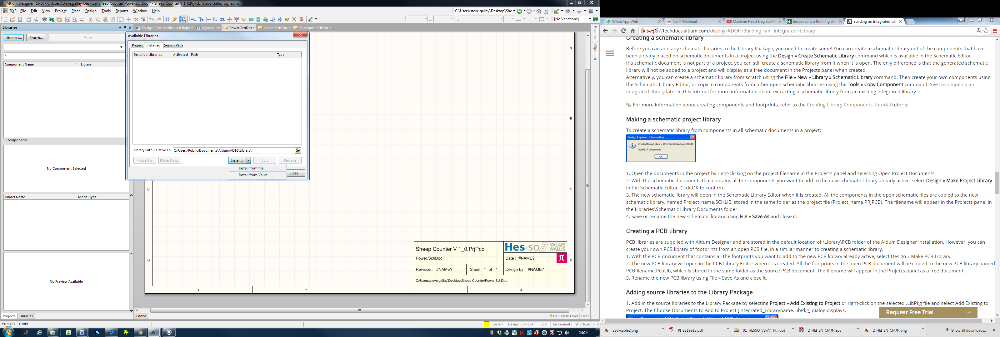 Altium Designer (16.0) - C:\Users\steve.gallay\Desktop\Sheep Counter\Power.SchDoc * - Sheep Counter V 1_0.PrjPcb. Steve Gallay signed in.
DXP File Edit View Project Place Design Tools Reports Window Help
C:\Users\steve.gallay\Desktop\She
[No Variations]
Libraries
Design Rule Verification Report MyAccount Power.SchDoc * sensor.SchDoc * Bluetooth.SchDoc *
Libraries... Search... Place
*
Component Name Library
0 components
No Component Selected
Model Name Model Type
No Preview Available
Projects Libraries
X:0 Y:451 Grid:1
Available Libraries
Project Installed Search Path
Installed Libraries Activated Path Type
Library Path Relative To: C:\Users\Public\Documents\Altium\AD16\Library\
Move Up Move Down Install... Edit Remove
Install from file...
Install from Vault...
Close
Favorites
Clipboard
A
B
C C
D D
1 2 3 4
Sheep Counter V 1_0.PrjPcb
Hes·so// VALAIS
WALLIS
Power.SchDoc
Date : #NAME?
π
Revision : #NAME? Sheet * of * Design by : #NAME?
C:\Users\steve.gallay\Desktop\Sheep Counter\Power.SchDoc
Editor
Mask Level Clear
System Design Compiler SCH Instruments Shortcuts >>
14:14
WhatsApp Web Net+ Webmail Machine Head Elegies DV Eurocircuits :: Running or Building an Integrated Lib
https://techdocs.altium.com/display/ADOH/Building+an+Integrated+Library
Creating a schematic library
Before you can add any schematic libraries to the Library Package, you need to create some! You can create a schematic library out of the components that have
been already placed on schematic documents in a project using the Design » Create Schematic Library command which is available in the Schematic Editor.
If a schematic document is not part of a project, you can still create a schematic library from it when it is open. The only difference is that the generated schematic
library will not be added to a project and will display as a free document in the Projects panel when created.
Alternatively, you can create a schematic library from scratch using the File » New » Library » Schematic Library command. Then create your own components using
the Schematic Library Editor, or copy in components from other open schematic libraries using the Tools » Copy Component command. See Decompiling an
integrated library later in this tutorial for more information about extracting a schematic library from an existing integrated library.
For more information about creating components and footprints, refer to the Creating Library Components Tutorial tutorial.
Making a schematic project library
To create a schematic library from components in all schematic documents in a project:
Design Explorer Information
Created Project Library 4 Port Serial Interface.SCHLIB
Added 17 Components
OK
1. Open the documents in the project by right-clicking on the project filename in the Projects panel and selecting Open Project Documents.
2. With the schematic documents that contains all the components you want to add to the new schematic library already active, select Design » Make Project Library
in the Schematic Editor. Click OK to confirm.
3. The new schematic library will open in the Schematic Library Editor when it is created. All the components in the open schematic files are copied to the new
schematic library, named Project_name.SCHLIB, stored in the same folder as the project file (Project_name.PRJPCB). The filename will appear in the Projects panel in
the Libraries\Schematic Library Documents folder.
4. Save or rename the new schematic library using File » Save As and close it.
Creating a PCB library
PCB libraries are supplied with Altium Designer and are stored in the default location of \Library\PCB folder of the Altium Designer installation. However, you can
create your own PCB library of footprints from an open PCB file, in a similar manner to creating a schematic library.
1. With the PCB document that contains all the footprints you want to add to the new PCB library already active, select Design » Make PCB Library.
2. The new PCB library will open in the PCB Library Editor when it is created. All the footprints in the open PCB document will be copied to the new PCB library named
PCBfilename.PcbLib, which is stored in the same folder as the source PCB document. The filename will appear in the Projects panel as a free document.
3. Rename the new PCB library using File » Save As and close it.
Adding source libraries to the Library Package
1. Add in the source libraries to the Library Package by selecting Project » Add Existing to Project or right-click on the selected .LibPkg file and select Add Existing to
Project. The Choose Documents to Add to Project [Integrated_Libraryname.LibPkg] dialog displays.
Request Free Trial
s80-cable2.png PI_E819918.pdf 01_HESSO_VS-A4_H....dot 2_HEI_EN_CMJN.eps 2_HEI_EN_CMJN.png Show all downloads...